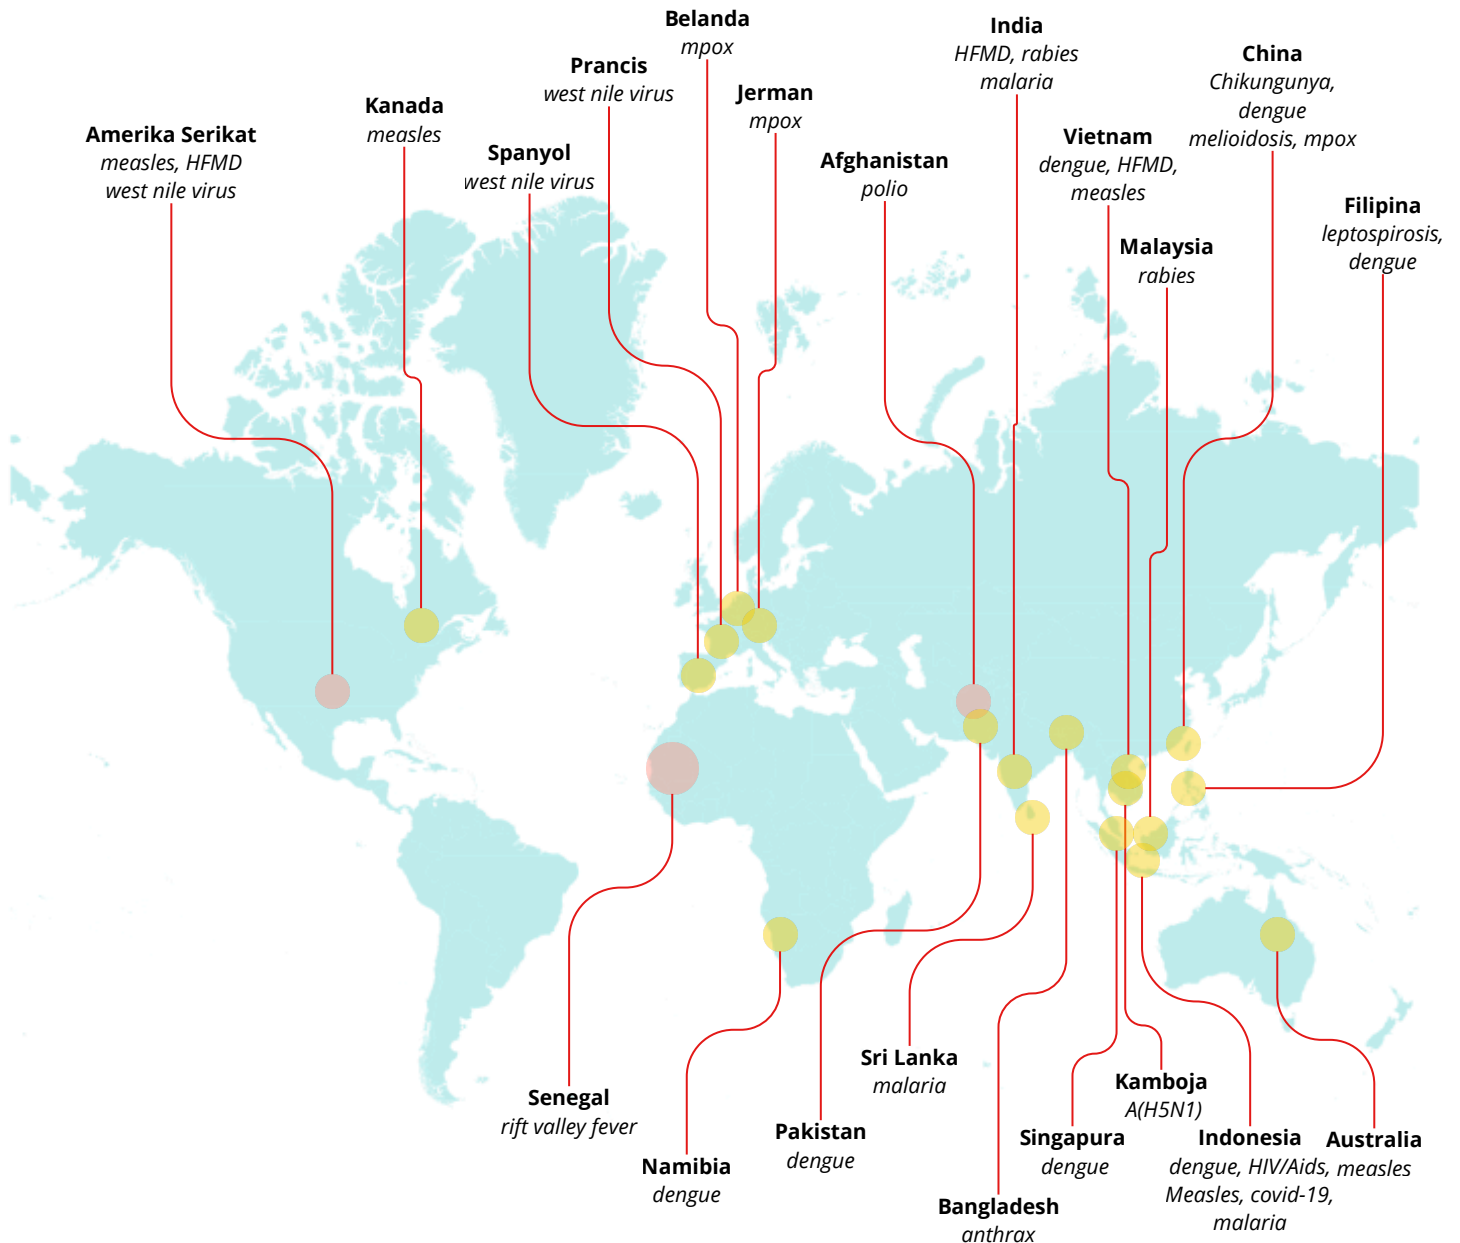 Belanda
mpox
Prancis
west nile virus
Kanada
measles
Jerman
mpox
India
HFMD, rabies
malaria
China
Chikungunya,
dengue
melioidosis, mpox
Amerika Serikat
measles, HFMD
west nile virus
Spanyol
west nile virus
Afghanistan
polio
Vietnam
dengue, HFMD,
measles
Malaysia
rabies
Filipina
leptospirosis,
dengue
Senegal
rift valley fever
Namibia
dengue
Pakistan
dengue
Sri Lanka
malaria
Bangladesh
anthrax
Singapura
dengue
Kamboja
A(H5N1)
Indonesia
dengue, HIV/Aids,
Measles, covid-19,
malaria
Australia
measles